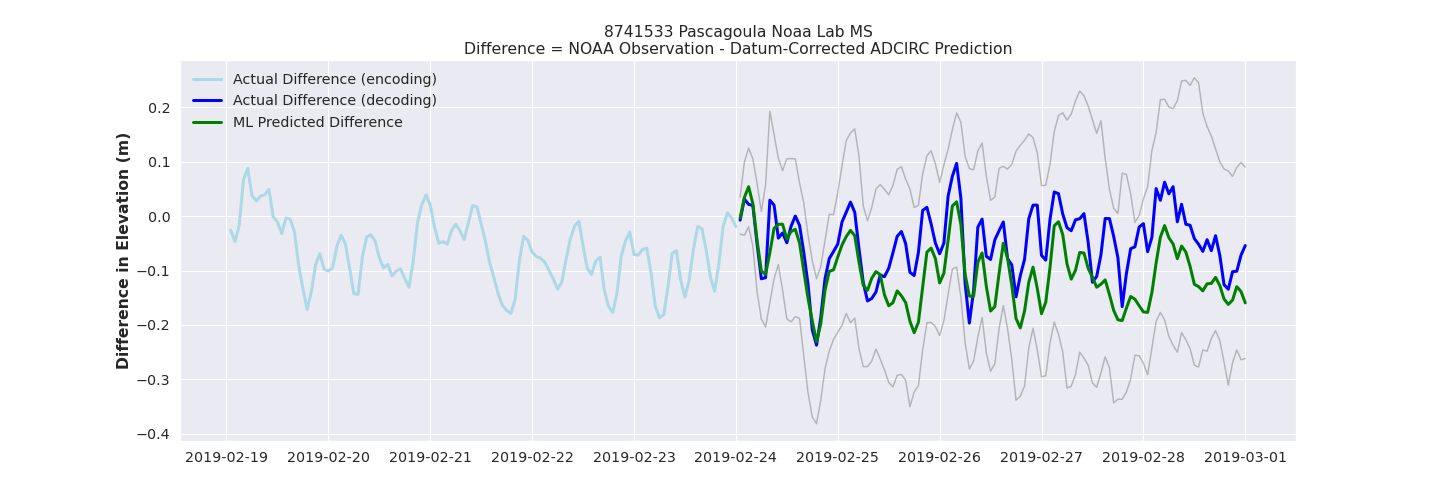 8741533 Pascagoula Noaa Lab MS
Difference = NOAA Observation - Datum-Corrected ADCIRC Prediction
Actual Difference (encoding)
Actual Difference (decoding)
ML Predicted Difference
Difference in Elevation (m)
0.2
0.1
0.0
−0.1
−0.2
−0.3
−0.4
2019-02-19 2019-02-20 2019-02-21 2019-02-22 2019-02-23 2019-02-24 2019-02-25 2019-02-26 2019-02-27 2019-02-28 2019-03-01